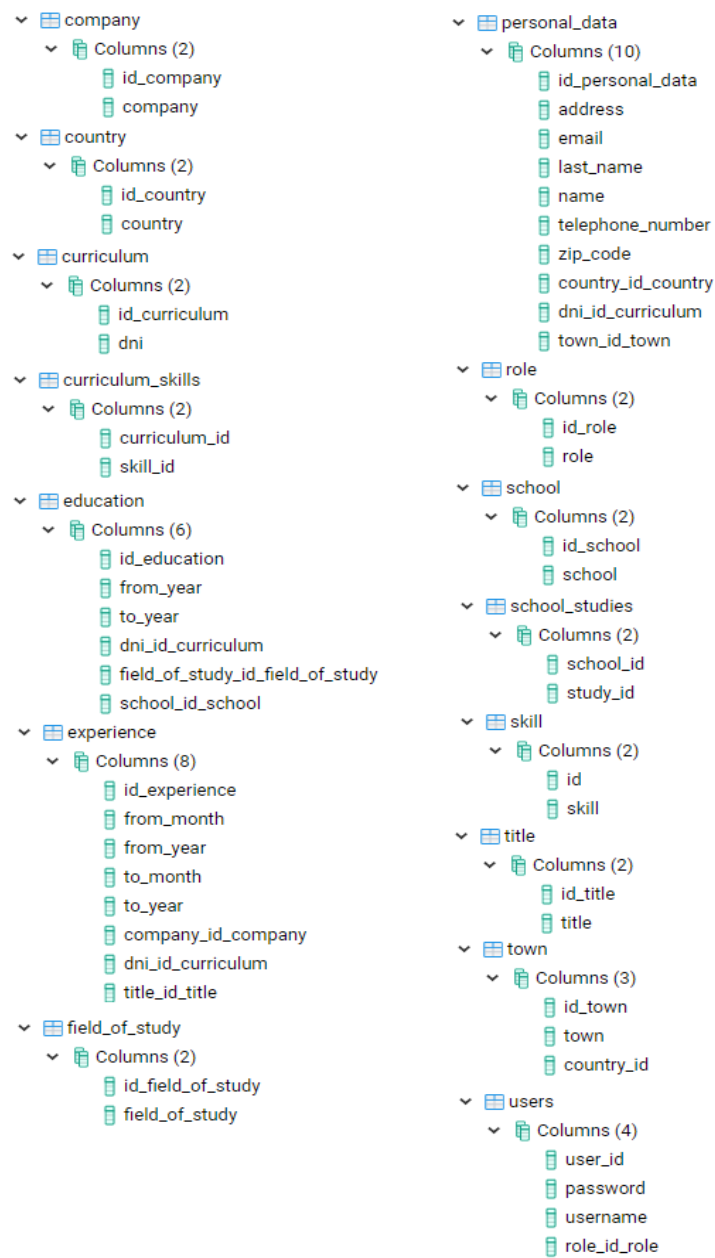 company
Columns (2)
id_company
company
country
Columns (2)
id_country
country
curriculum
Columns (2)
id_curriculum
dni
curriculum_skills
Columns (2)
curriculum_id
skill_id
education
Columns (6)
id_education
from_year
to_year
dni_id_curriculum
field_of_study_id_field_of_study
school_id_school
experience
Columns (8)
id_experience
from_month
from_year
to_month
to_year
company_id_company
dni_id_curriculum
title_id_title
field_of_study
Columns (2)
id_field_of_study
field_of_study
personal_data
Columns (10)
id_personal_data
address
email
last_name
name
telephone_number
zip_code
country_id_country
dni_id_curriculum
town_id_town
role
Columns (2)
id_role
role
school
Columns (2)
id_school
school
school_studies
Columns (2)
school_id
study_id
skill
Columns (2)
id
skill
title
Columns (2)
id_title
title
town
Columns (3)
id_town
town
country_id
users
Columns (4)
user_id
password
username
role_id_role